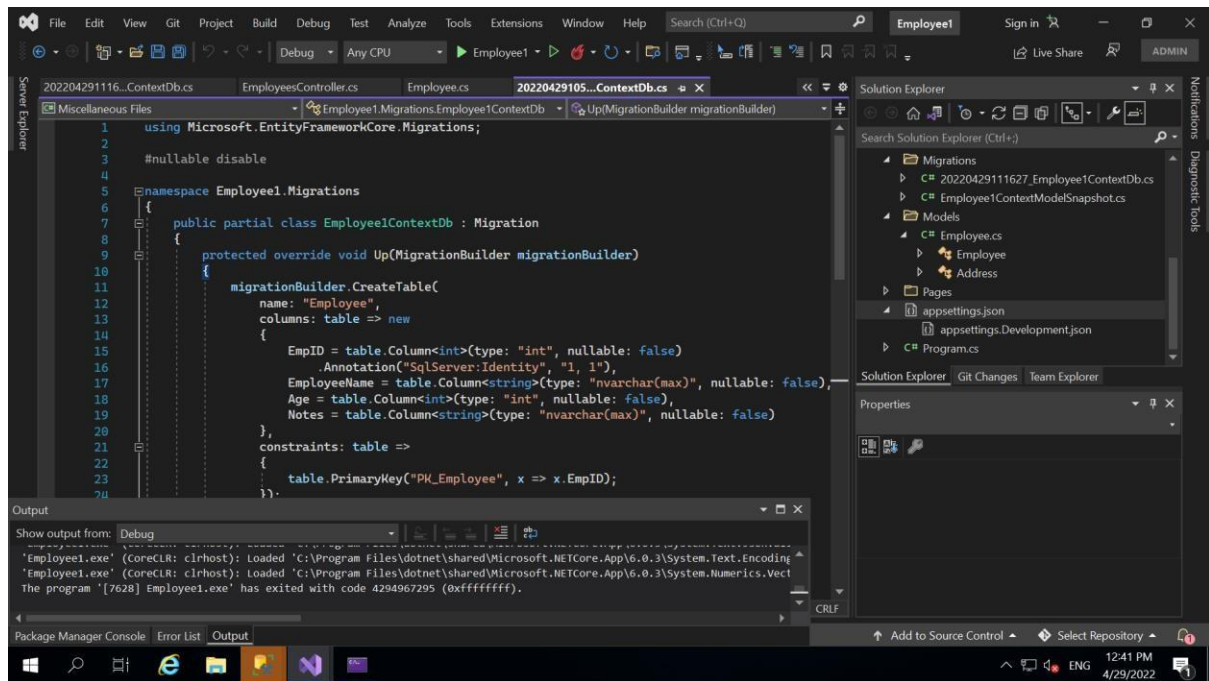 File Edit View Git Project Build Debug Test Analyze Tools Extensions Window Help Search (Ctrl+Q) Employee1 Sign in
Debug Any CPU Employee1 Live Share ADMIN
Server Explorer
202204291116...ContextDb.cs EmployeesController.cs Employee.cs 20220429105...ContextDb.cs
Miscellaneous Files Employee1.Migrations.Employee1ContextDb Up(MigrationBuilder migrationBuilder)
1 using Microsoft.EntityFrameworkCore.Migrations;
2
3 #nullable disable
4
5 namespace Employee1.Migrations
6 {
7 public partial class Employee1ContextDb : Migration
8 {
9 protected override void Up(MigrationBuilder migrationBuilder)
10 {
11 migrationBuilder.CreateTable(
12 name: "Employee",
13 columns: table => new
14 {
15 EmpID = table.Column<int>(type: "int", nullable: false)
16 .Annotation("SqlServer:Identity", "1, 1"),
17 EmployeeName = table.Column<string>(type: "nvarchar(max)", nullable: false),
18 Age = table.Column<int>(type: "int", nullable: false),
19 Notes = table.Column<string>(type: "nvarchar(max)", nullable: false)
20 },
21 constraints: table =>
22 {
23 table.PrimaryKey("PK_Employee", x => x.EmpID);
24 });
Output
Show output from: Debug
'Employee1.exe' (CoreCLR: clrhost): Loaded 'C:\Program Files\dotnet\shared\Microsoft.NETCore.App\6.0.3\System.Text.Encoding
'Employee1.exe' (CoreCLR: clrhost): Loaded 'C:\Program Files\dotnet\shared\Microsoft.NETCore.App\6.0.3\System.Numerics.Vect
The program '[7628] Employee1.exe' has exited with code 4294967295 (0xffffffff).
CRLF
Package Manager Console Error List Output
Solution Explorer
Search Solution Explorer (Ctrl+;)
Migrations
C# 20220429111627_Employee1ContextDb.cs
C# Employee1ContextModelSnapshot.cs
Models
C# Employee.cs
Employee
Address
Pages
appsettings.json
appsettings.Development.json
C# Program.cs
Solution Explorer Git Changes Team Explorer
Properties
Notifications
Diagnostic Tools
Add to Source Control Select Repository
ENG 12:41 PM
4/29/2022